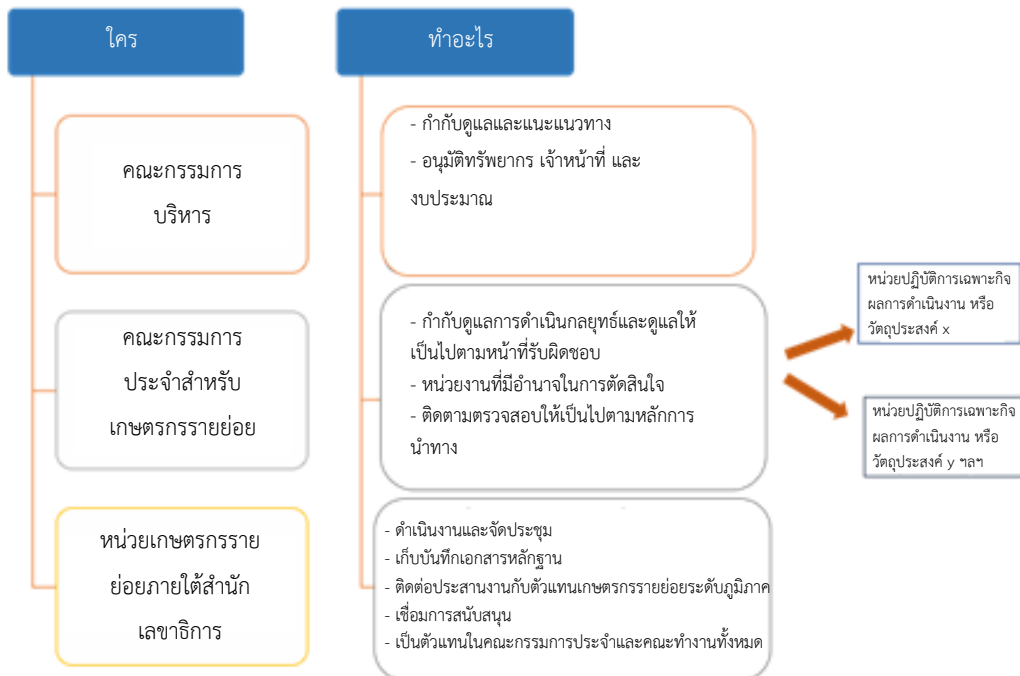 ใคร
ทำอะไร
คณะกรรมการ
บริหาร
- กำกับดูแลและแนะแนวทาง
- อนุมัติทรัพยากร เจ้าหน้าที่ และ
งบประมาณ
คณะกรรมการ
ประจำสำหรับ
เกษตรกรรายย่อย
- กำกับดูแลการดำเนินกลยุทธ์และดูแลให้
เป็นไปตามหน้าที่รับผิดชอบ
- หน่วยงานที่มีอำนาจในการตัดสินใจ
- ติดตามตรวจสอบให้เป็นไปตามหลักการ
นำทาง
หน่วยปฏิบัติการเฉพาะกิจ
ผลการดำเนินงาน หรือ
วัตถุประสงค์ x
หน่วยปฏิบัติการเฉพาะกิจ
ผลการดำเนินงาน หรือ
วัตถุประสงค์ y ฯลฯ
หน่วยเกษตรกรราย
ย่อยภายใต้สำนัก
เลขาธิการ
- ดำเนินงานและจัดประชุม
- เก็บบันทึกเอกสารหลักฐาน
- ติดต่อประสานงานกับตัวแทนเกษตรกรรายย่อยระดับภูมิภาค
- เชื่อมการสนับสนุน
- เป็นตัวแทนในคณะกรรมการประจำและคณะทำงานทั้งหมด